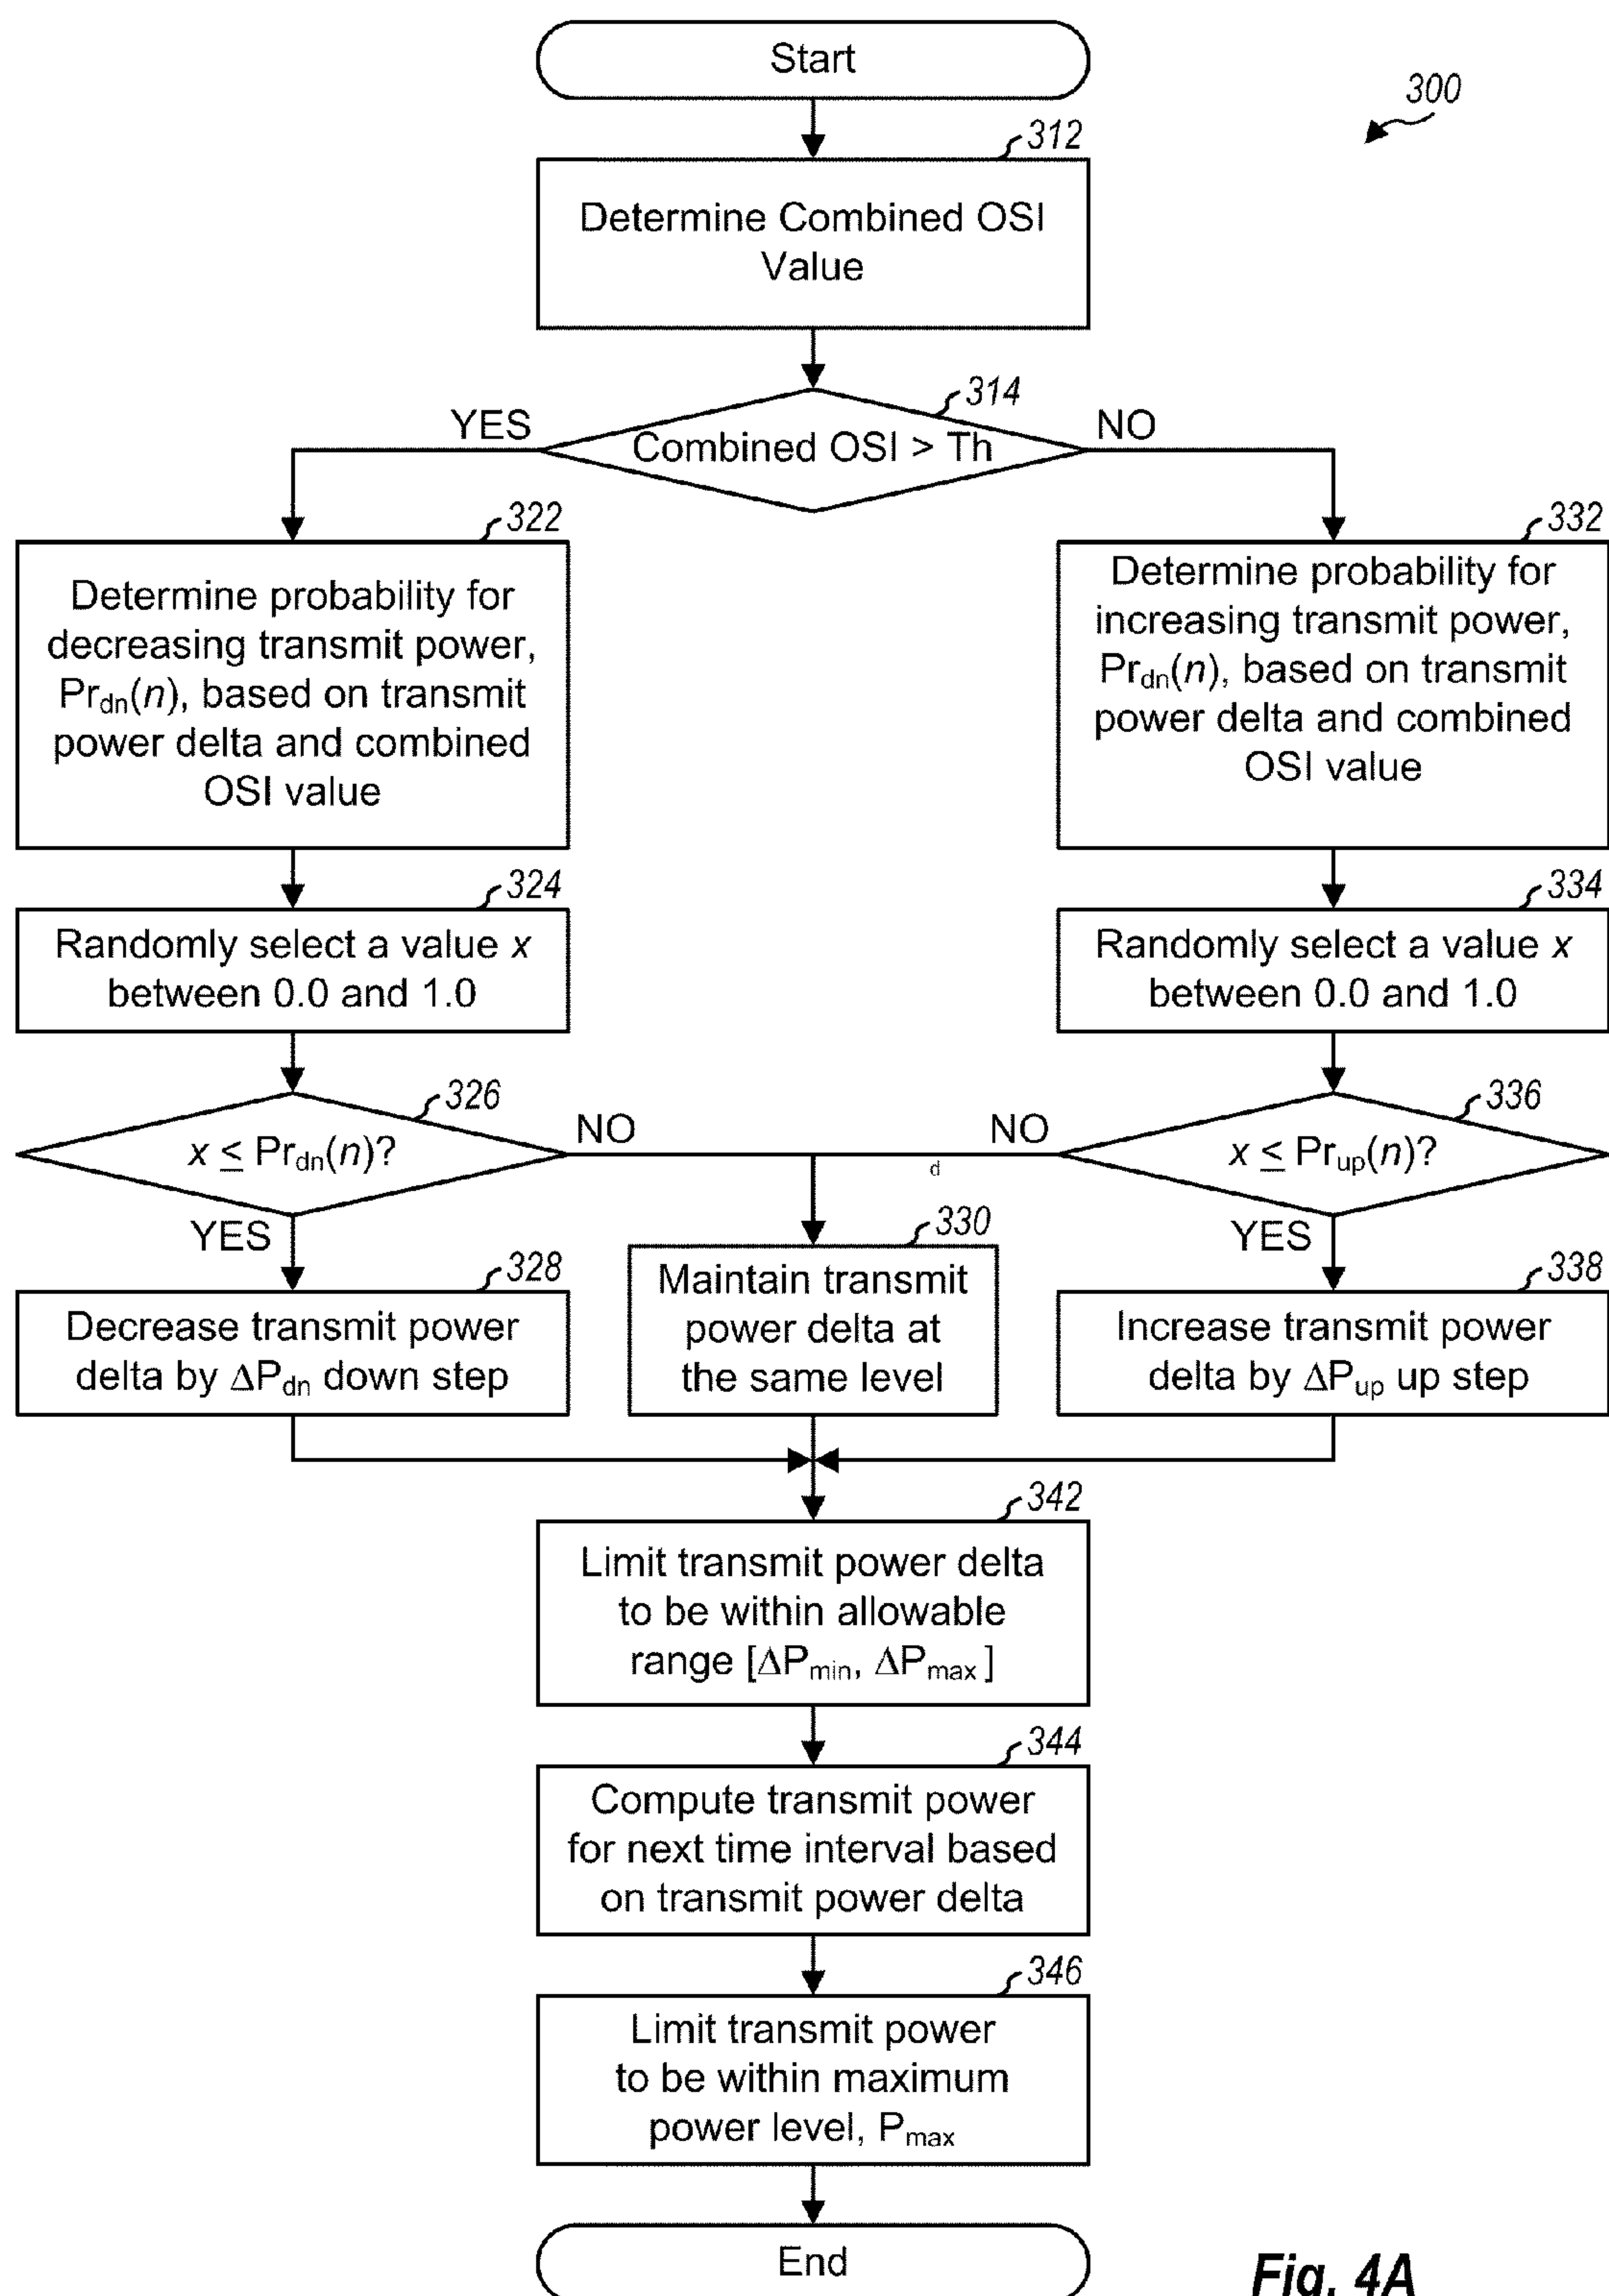 Start
300
312
Determine Combined OSI
Value
314
YES
Combined OSI > Th
NO
322
Determine probability for
decreasing transmit power,
Prdn(n), based on transmit
power delta and combined
OSI value
332
Determine probability for
increasing transmit power,
Prdn(n), based on transmit
power delta and combined
OSI value
324
Randomly select a value x
between 0.0 and 1.0
334
Randomly select a value x
between 0.0 and 1.0
326
x ≤ Prdn(n)?
NO
YES
NO
d
336
x ≤ Prup(n)?
YES
328
Decrease transmit power
delta by ΔPdn down step
330
Maintain transmit
power delta at
the same level
338
Increase transmit power
delta by ΔPup up step
342
Limit transmit power delta
to be within allowable
range [ΔPmin, ΔPmax]
344
Compute transmit power
for next time interval based
on transmit power delta
346
Limit transmit power
to be within maximum
power level, Pmax
End
Fig. 4A